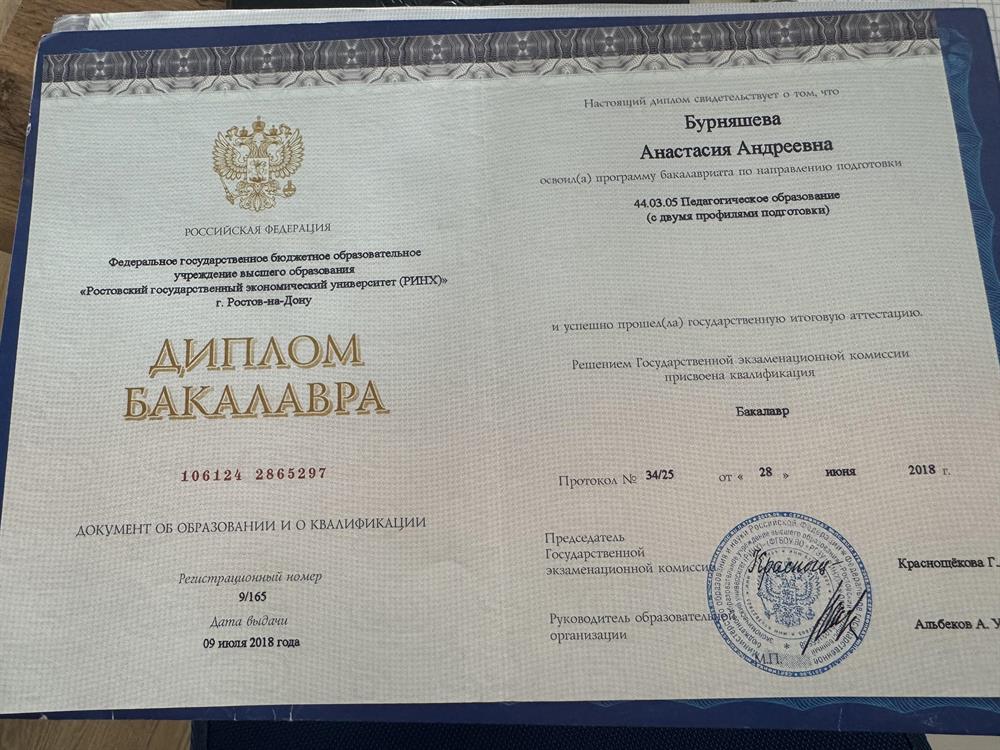 РОССИЙСКАЯ ФЕДЕРАЦИЯ
Федеральное государственное бюджетное образовательное
учреждение высшего образования
«Ростовский государственный экономический университет (РИНХ)»
г. Ростов-на-Дону
ДИПЛОМ
БАКАЛАВРА
106124 2865297
ДОКУМЕНТ ОБ ОБРАЗОВАНИИ И О КВАЛИФИКАЦИИ
Регистрационный номер
9/165
Дата выдачи
09 июля 2018 года
Настоящий диплом свидетельствует о том, что
Бурняшева
Анастасия Андреевна
освоил(а) программу бакалавриата по направлению подготовки
44.03.05 Педагогическое образование
(с двумя профилями подготовки)
и успешно прошел(ла) государственную итоговую аттестацию.
Решением Государственной экзаменационной комиссии
присвоена квалификация
Бакалавр
Протокол № 34/25 от « 28 » июня 2018 г.
Председатель
Государственной
экзаменационной комиссии
Краснощёкова Г.
Руководитель образовательной
организации
Альбеков А. У
М.П.